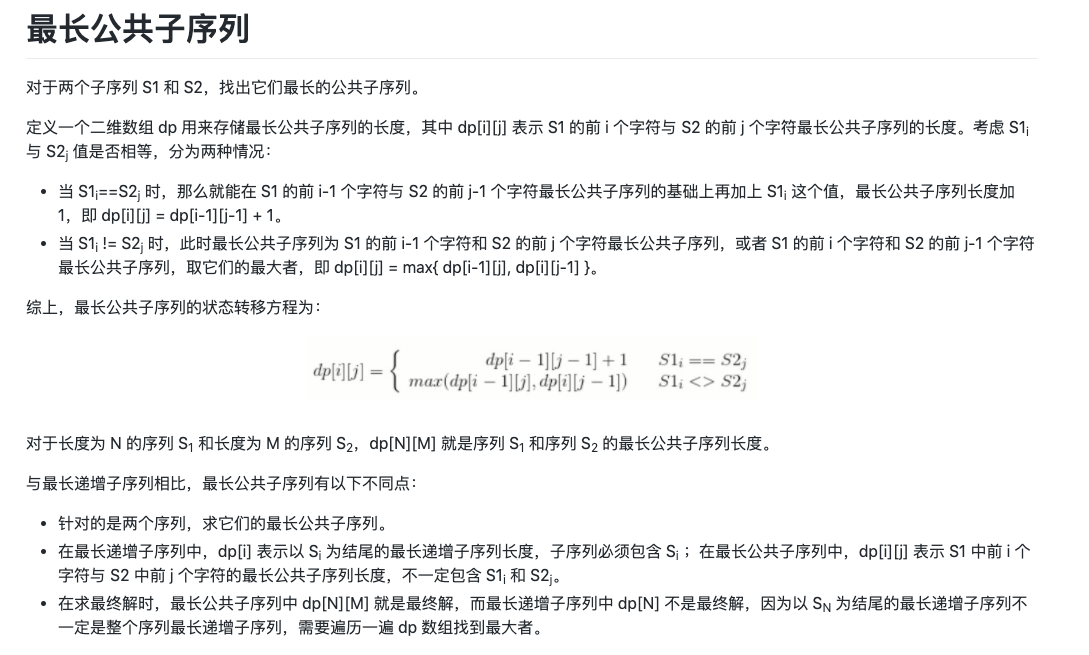 最长公共子序列
对于两个子序列 S1 和 S2，找出它们最长的公共子序列。
定义一个二维数组 dp 用来存储最长公共子序列的长度，其中 dp[i][j] 表示 S1 的前 i 个字符与 S2 的前 j 个字符最长公共子序列的长度。考虑 S1i
与 S2j 值是否相等，分为两种情况：
• 当 S1i==S2j 时，那么就能在 S1 的前 i-1 个字符与 S2 的前 j-1 个字符最长公共子序列的基础上再加上 S1i 这个值，最长公共子序列长度加
1，即 dp[i][j] = dp[i-1][j-1] + 1。
• 当 S1i != S2j 时，此时最长公共子序列为 S1 的前 i-1 个字符和 S2 的前 j 个字符最长公共子序列，或者 S1 的前 i 个字符和 S2 的前 j-1 个字符
最长公共子序列，取它们的最大者，即 dp[i][j] = max{ dp[i-1][j], dp[i][j-1] }。
综上，最长公共子序列的状态转移方程为：
dp[i][j] = { dp[i − 1][j − 1] + 1 S1i == S2j
max(dp[i − 1][j], dp[i][j − 1]) S1i <> S2j
对于长度为 N 的序列 S1 和长度为 M 的序列 S2，dp[N][M] 就是序列 S1 和序列 S2 的最长公共子序列长度。
与最长递增子序列相比，最长公共子序列有以下不同点：
• 针对的是两个序列，求它们的最长公共子序列。
• 在最长递增子序列中，dp[i] 表示以 Si 为结尾的最长递增子序列长度，子序列必须包含 Si ；在最长公共子序列中，dp[i][j] 表示 S1 中前 i 个
字符与 S2 中前 j 个字符的最长公共子序列长度，不一定包含 S1i 和 S2j。
• 在求最终解时，最长公共子序列中 dp[N][M] 就是最终解，而最长递增子序列中 dp[N] 不是最终解，因为以 SN 为结尾的最长递增子序列不
一定是整个序列最长递增子序列，需要遍历一遍 dp 数组找到最大者。